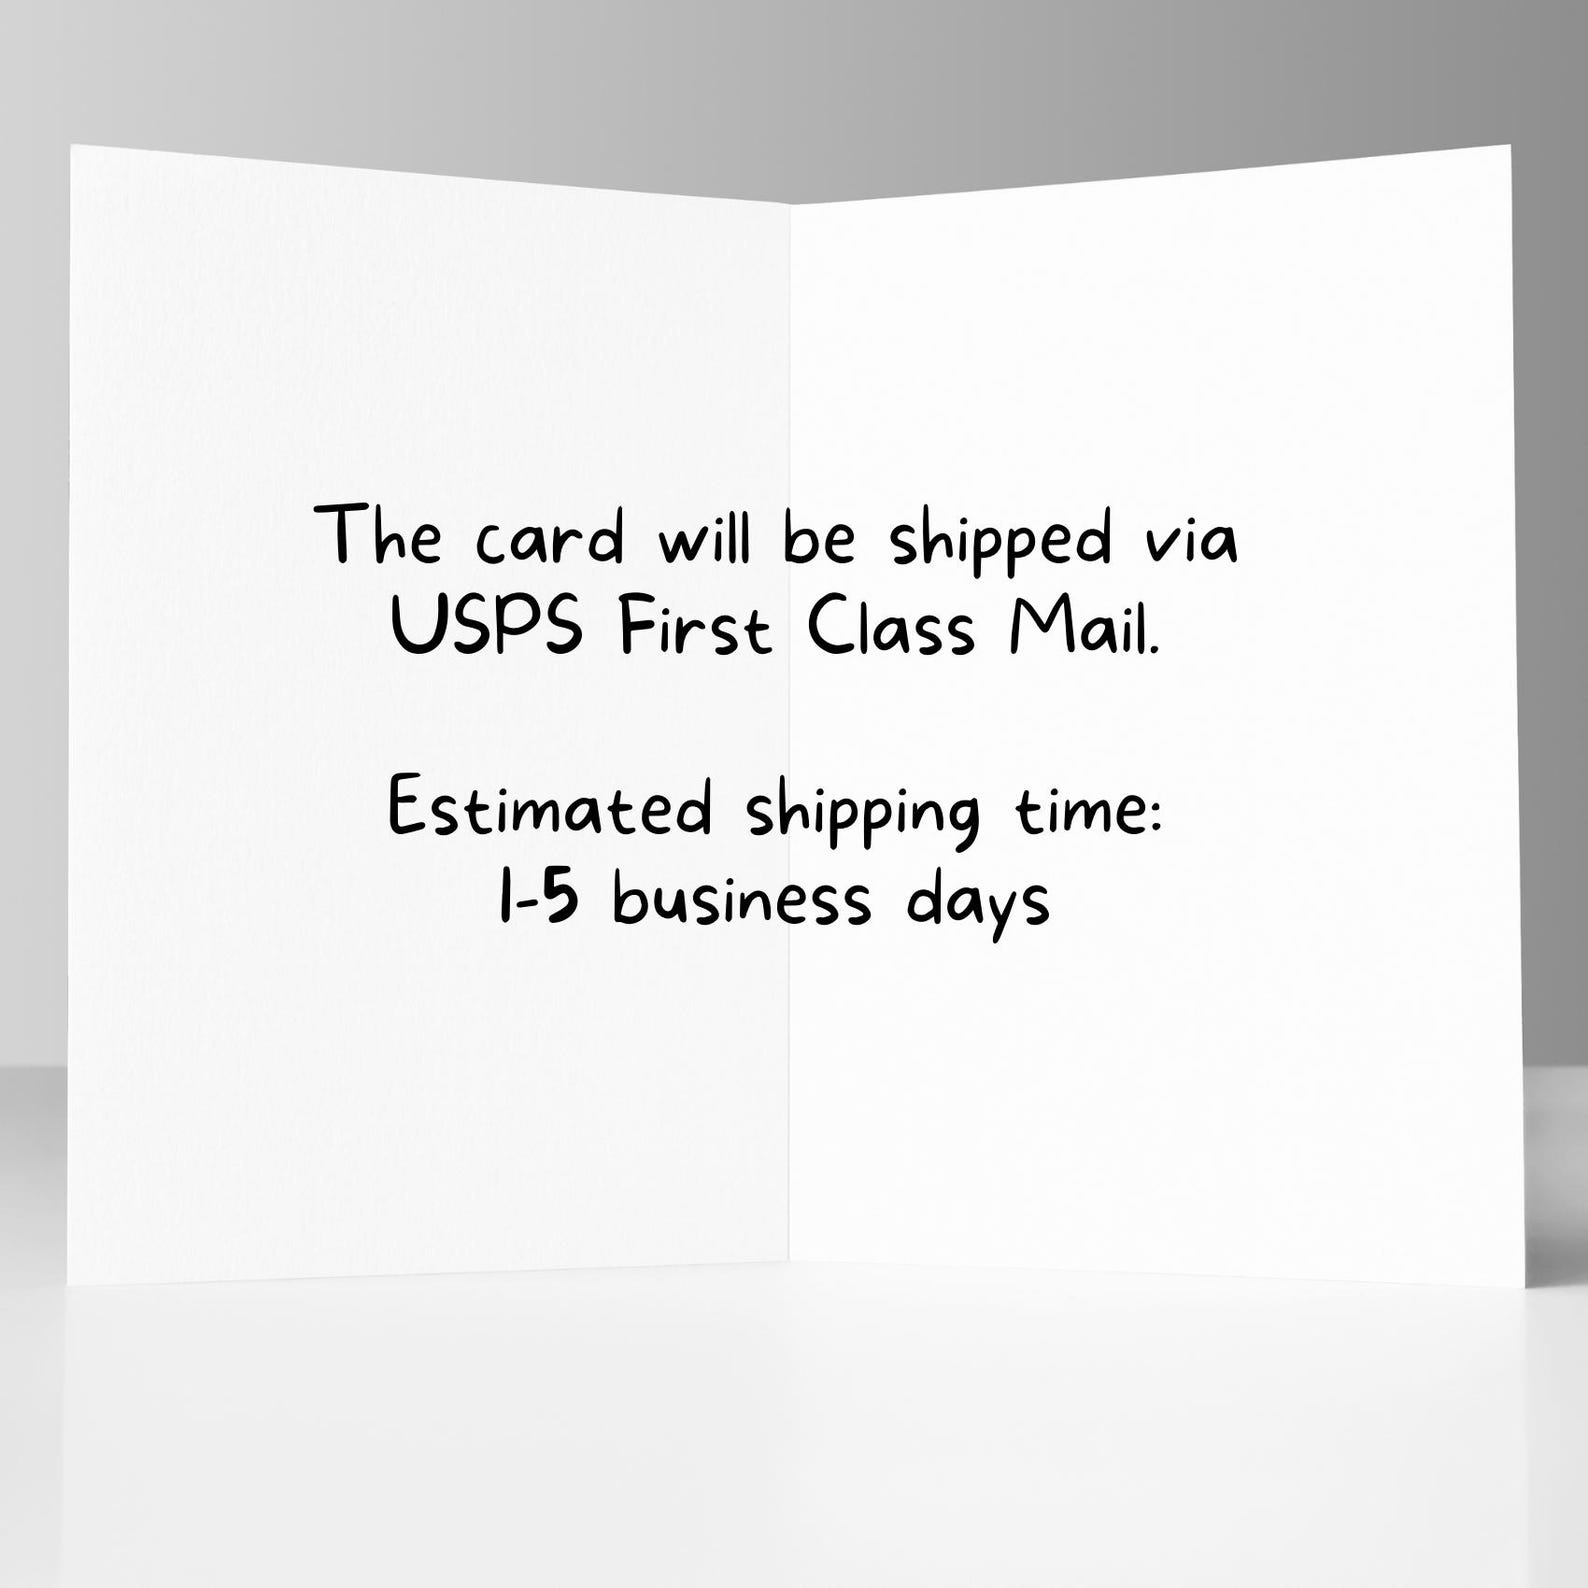 The card will be shipped via
USPS First Class Mail.
Estimated shipping time:
1-5 business days